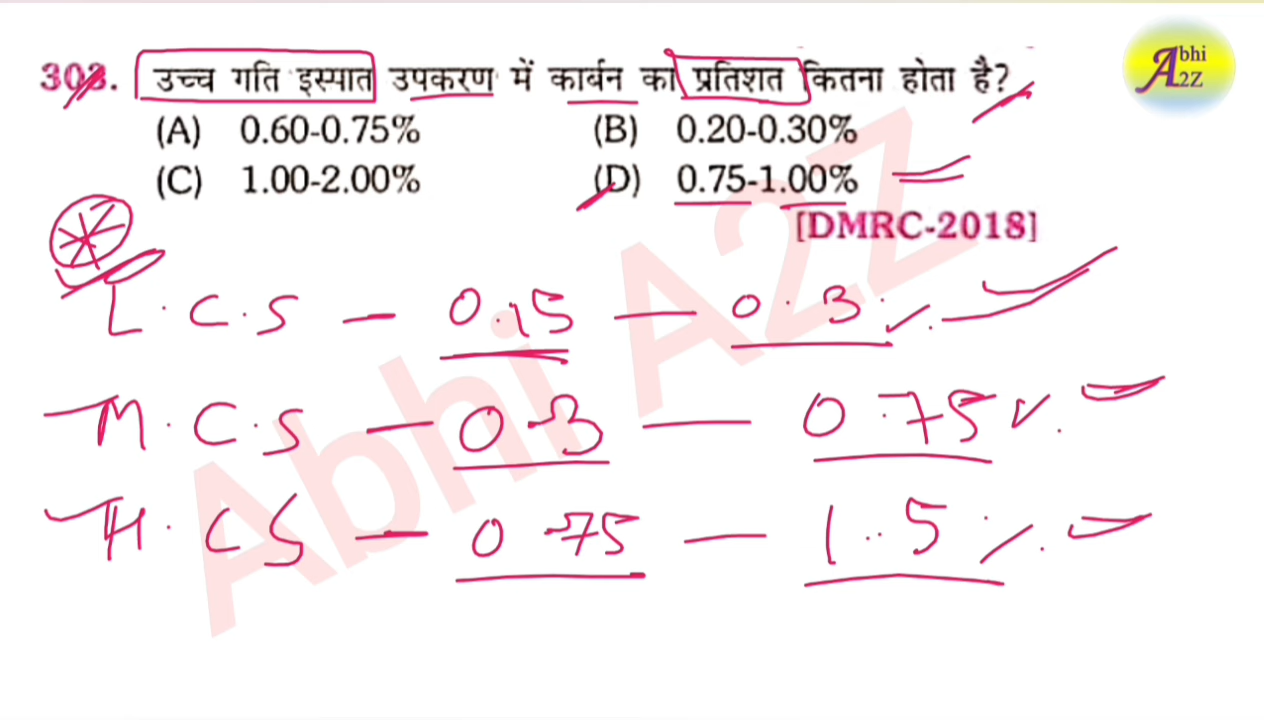 303. उच्च गति इस्पात उपकरण में कार्बन का प्रतिशत कितना होता है?
(A) 0.60-0.75% (B) 0.20-0.30%
(C) 1.00-2.00% (D) 0.75-1.00%
[DMRC-2018]
L.C.S — 0.15 — 0.3%.
M.C.S — 0.3 — 0.75%.
H.C.S — 0.75 — 1.5%.
Abhi A2Z
Abhi A2Z